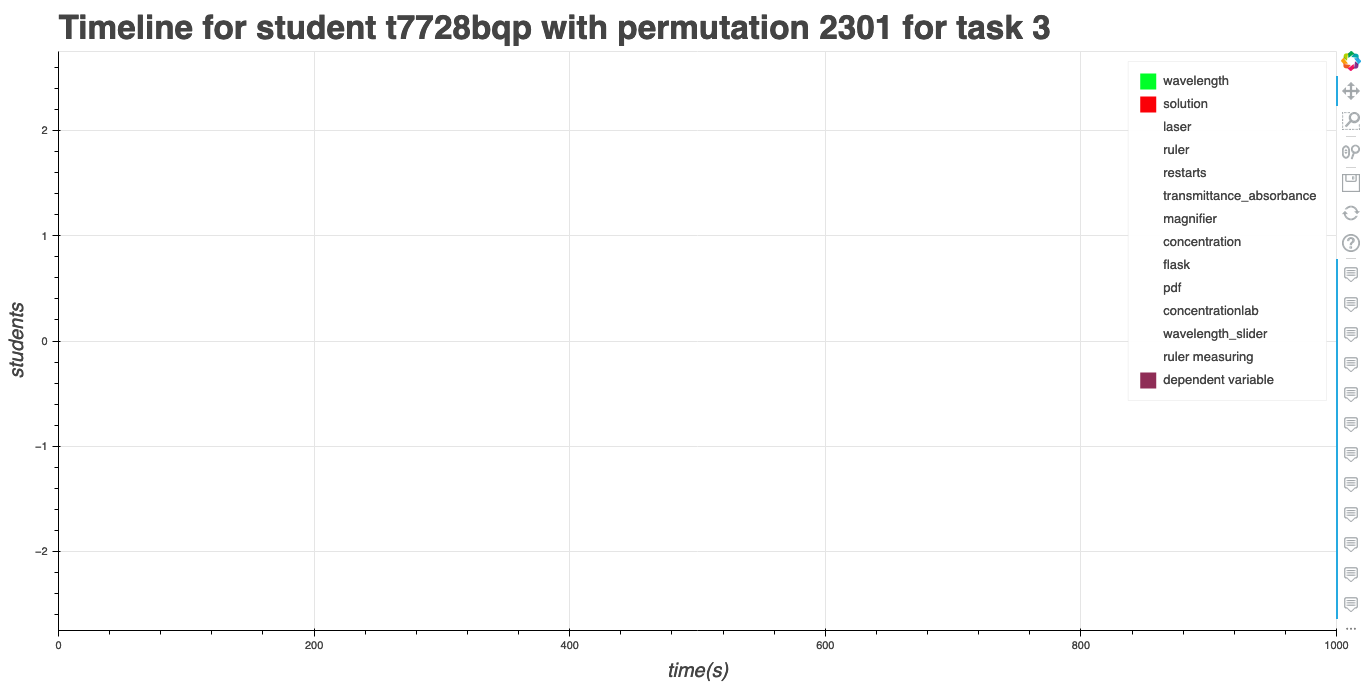 Timeline for student t7728bqp with permutation 2301 for task 3
wavelength
solution
laser
ruler
restarts
transmittance_absorbance
magnifier
concentration
flask
pdf
concentrationlab
wavelength_slider
ruler measuring
dependent variable
students
2
1
0
−1
−2
0 200 400 600 800 1000
time(s)